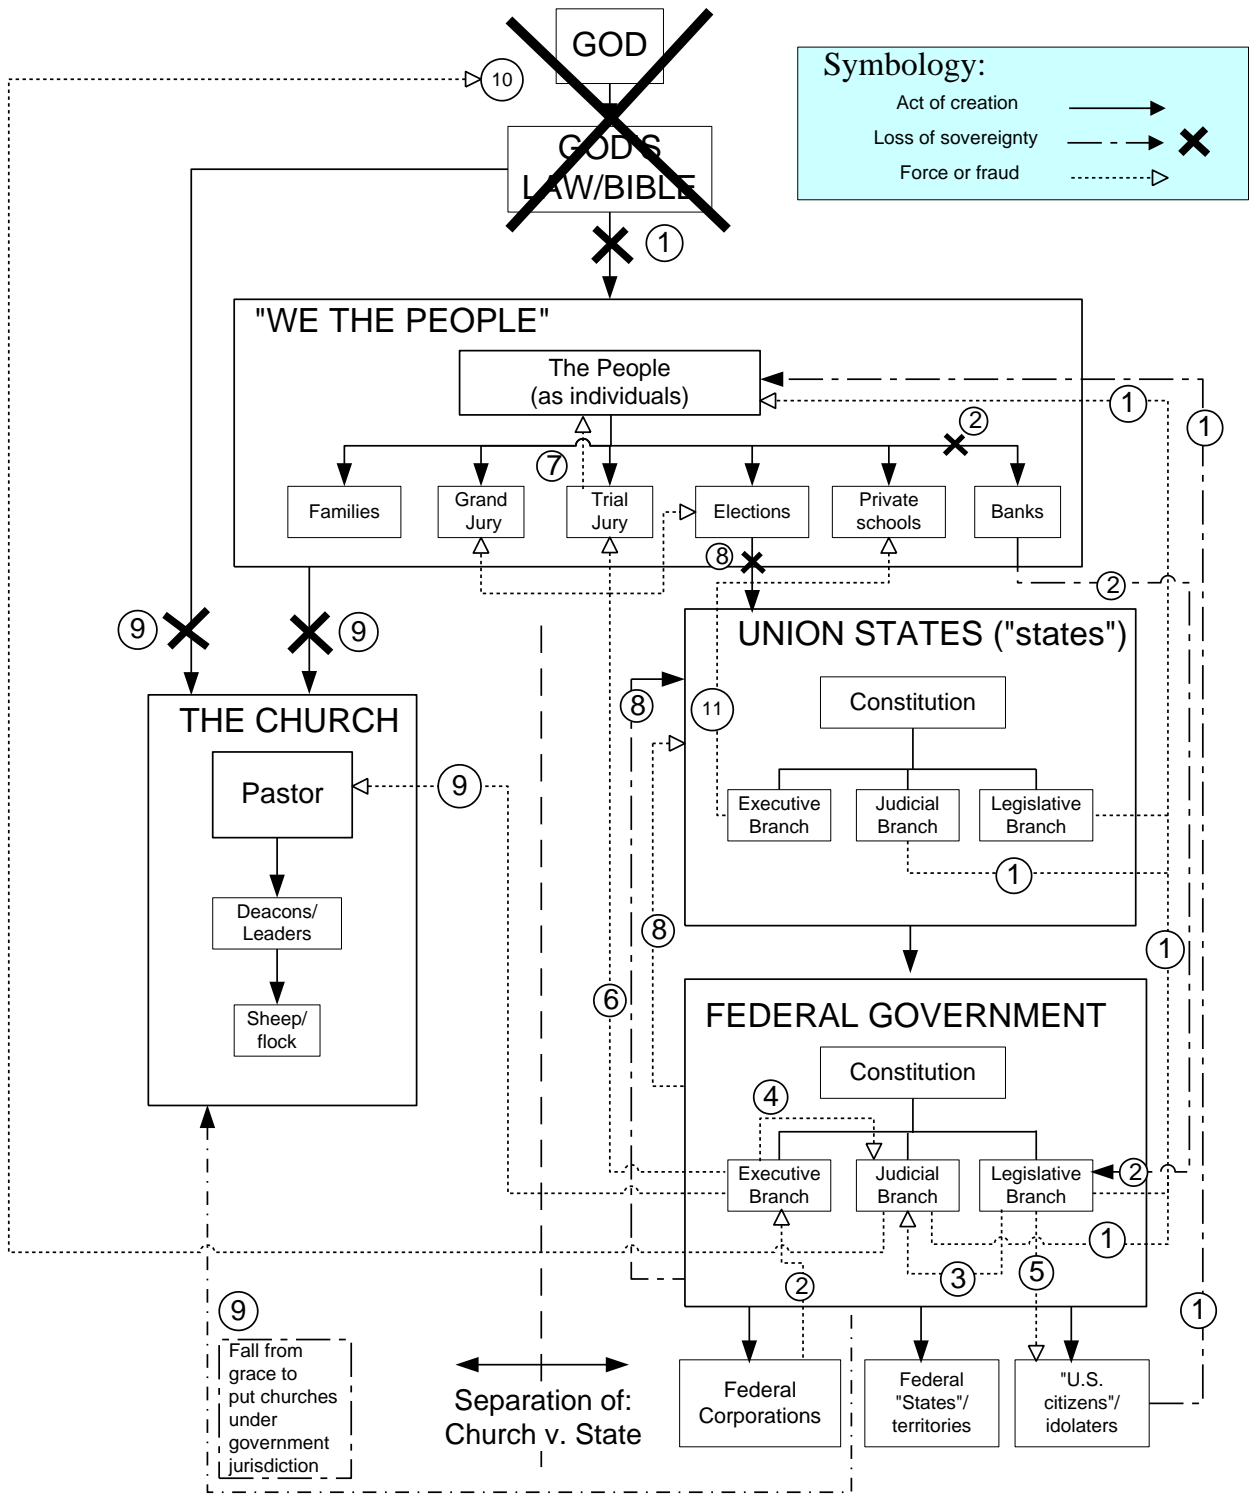 GOD
10
GOD'S
LAW/BIBLE
1
Symbology:
Act of creation
Loss of sovereignty
Force or fraud
"WE THE PEOPLE"
The People
(as individuals)
1
1
2
7
Families
Grand
Jury
Trial
Jury
Elections
Private
schools
Banks
8
2
9
9
UNION STATES ("states")
8
11
Constitution
Executive
Branch
Judicial
Branch
Legislative
Branch
1
THE CHURCH
Pastor
9
Deacons/
Leaders
Sheep/
flock
8
1
6
FEDERAL GOVERNMENT
Constitution
4
Executive
Branch
Judicial
Branch
Legislative
Branch
2
1
3
5
2
1
9
Fall from
grace to
put churches
under
government
jurisdiction
Separation of:
Church v. State
Federal
Corporations
Federal
"States"/
territories
"U.S.
citizens"/
idolaters